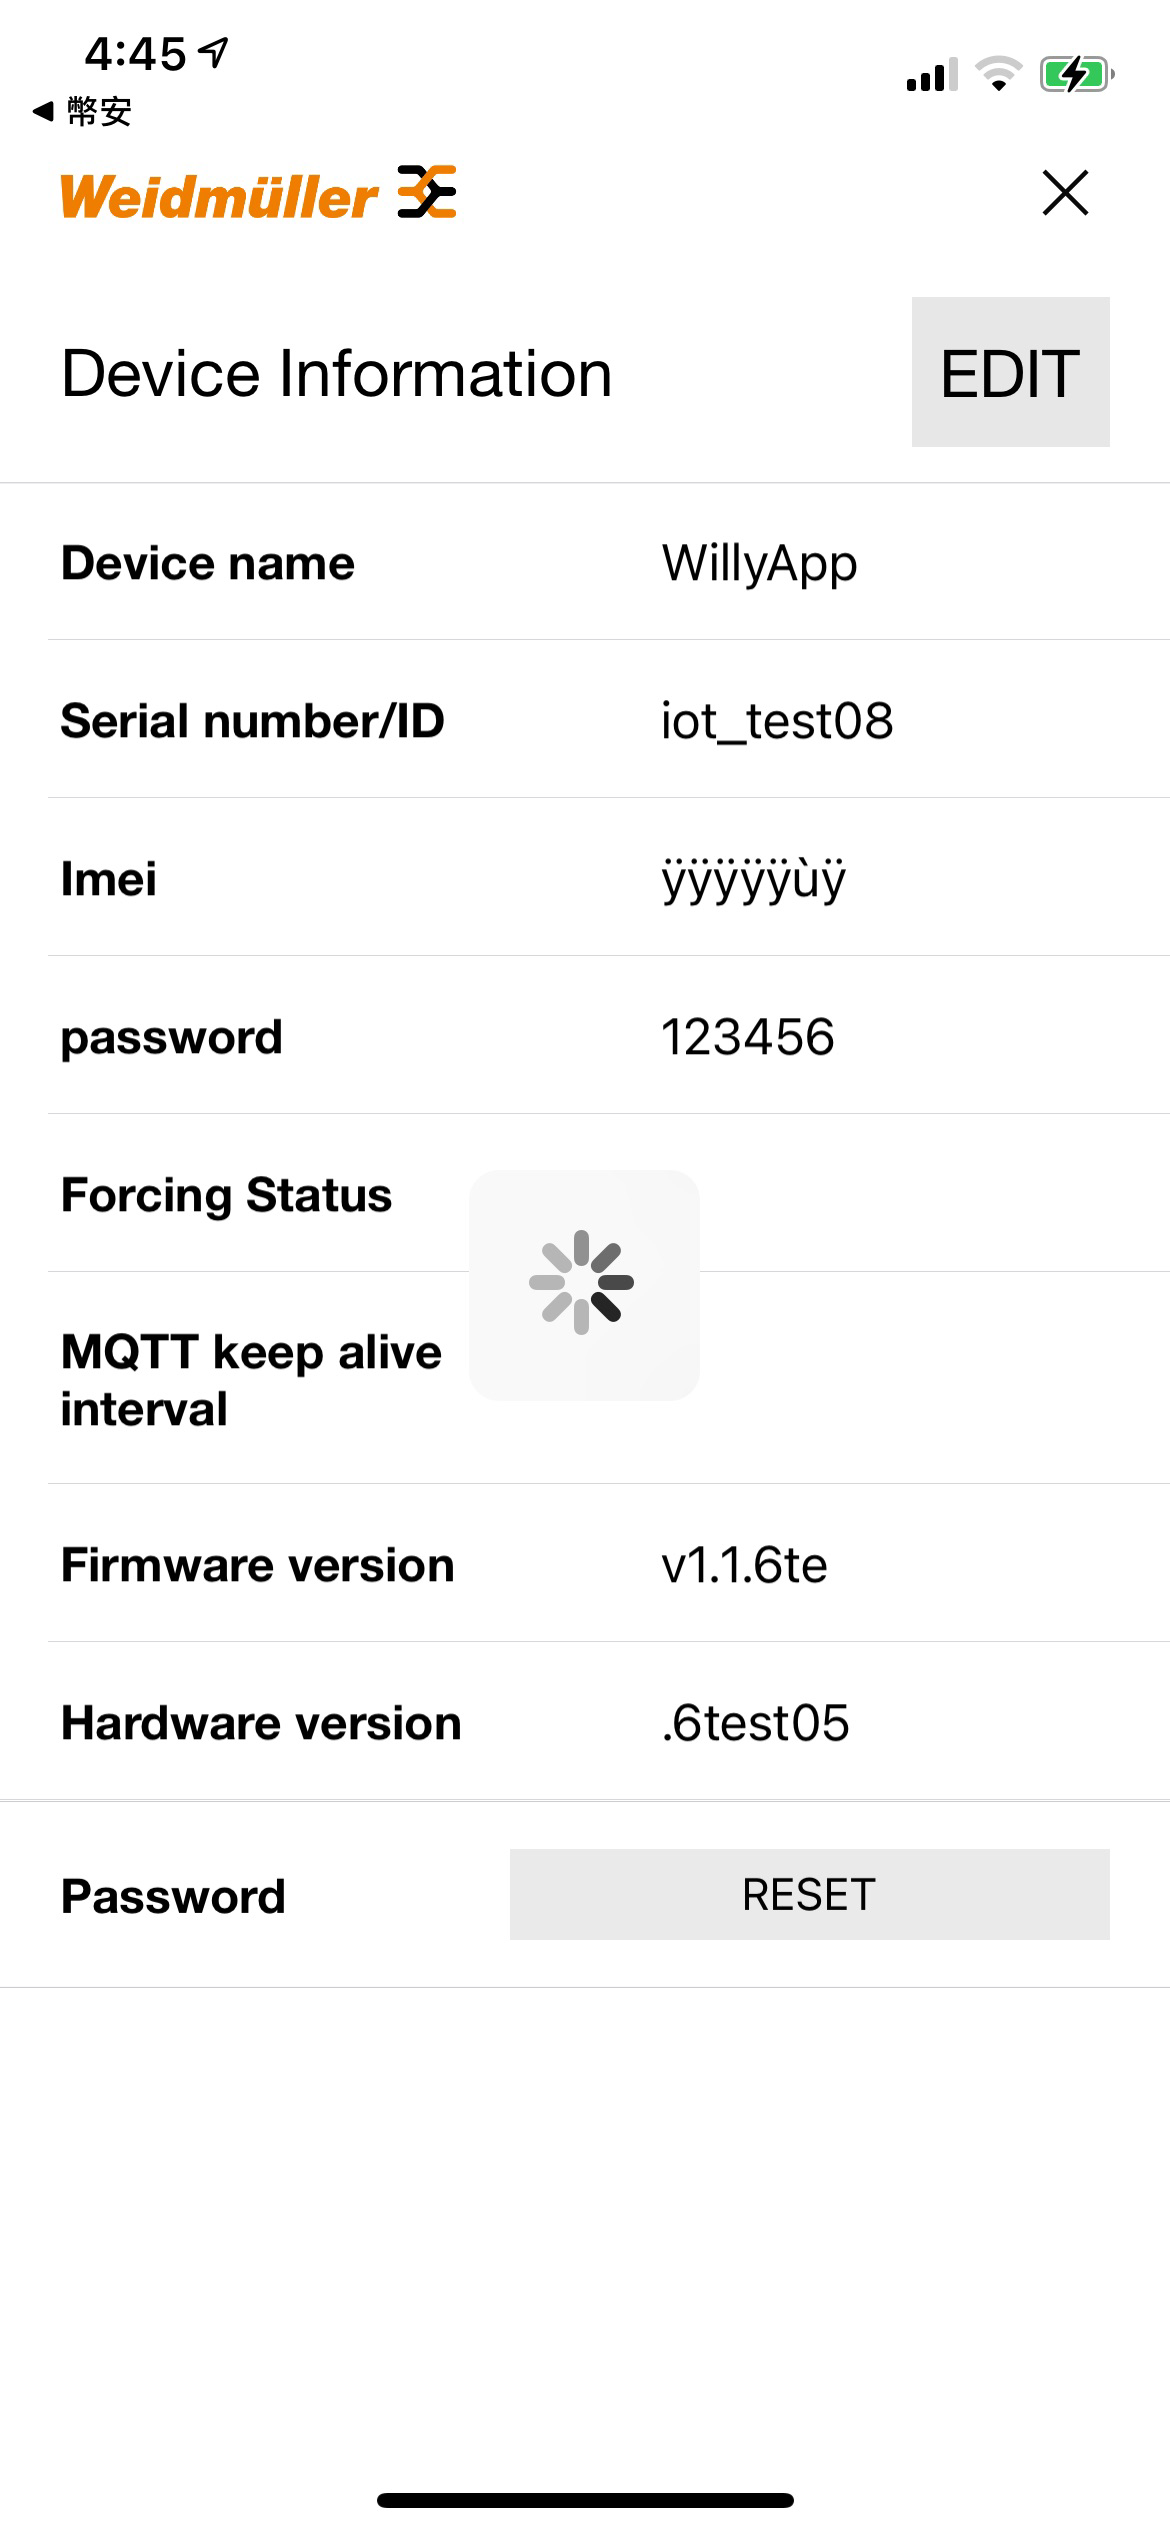 4:45
幣安
Weidmüller
Device Information
EDIT
Device name
WillyApp
Serial number/ID
iot_test08
Imei
ÿÿÿÿÿùÿ
password
123456
Forcing Status
MQTT keep alive
interval
Firmware version
v1.1.6te
Hardware version
.6test05
Password
RESET